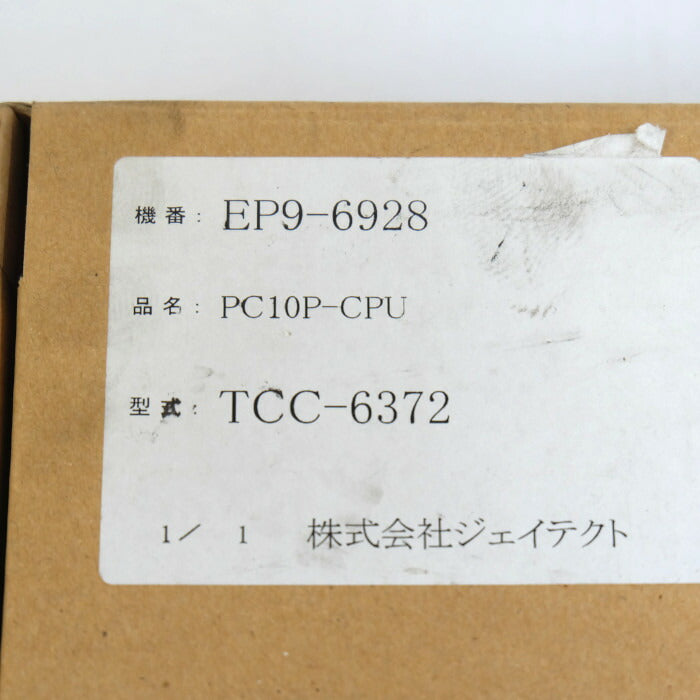 機番: EP9-6928
品名: PC10P-CPU
型式: TCC-6372
1/ 1 株式会社ジェイテクト